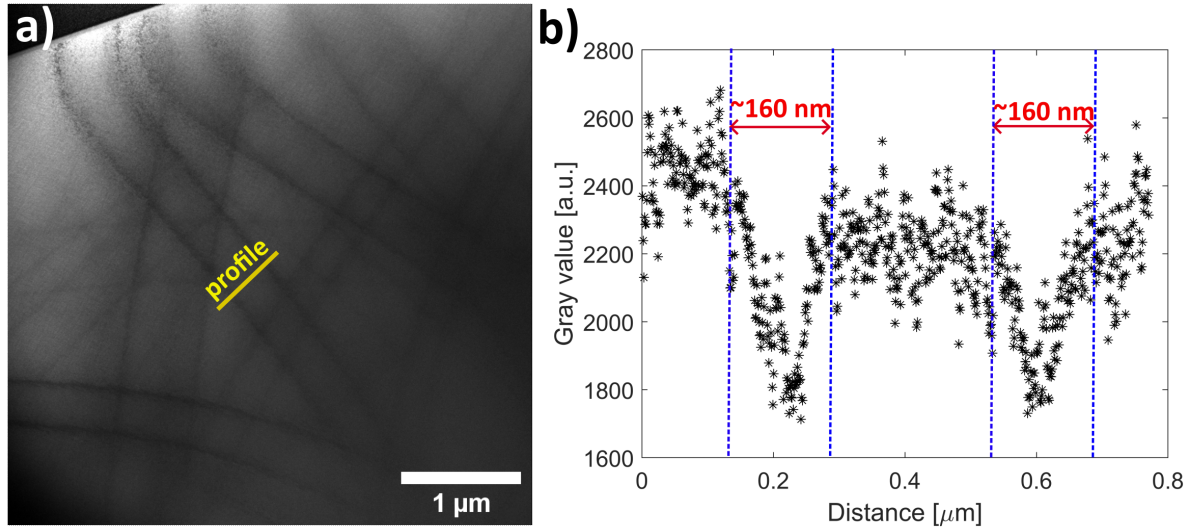 a)
profile
1 µm
b)
2800
2600
2400
2200
2000
1800
1600
Gray value [a.u.]
~160 nm
~160 nm
0
0.2
0.4
0.6
0.8
Distance [μm]